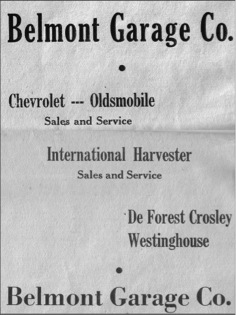 Belmont Garage Co.
Chevrolet --- Oldsmobile
Sales and Service
International Harvester
Sales and Service
De Forest Crosley
Westinghouse
Belmont Garage Co.